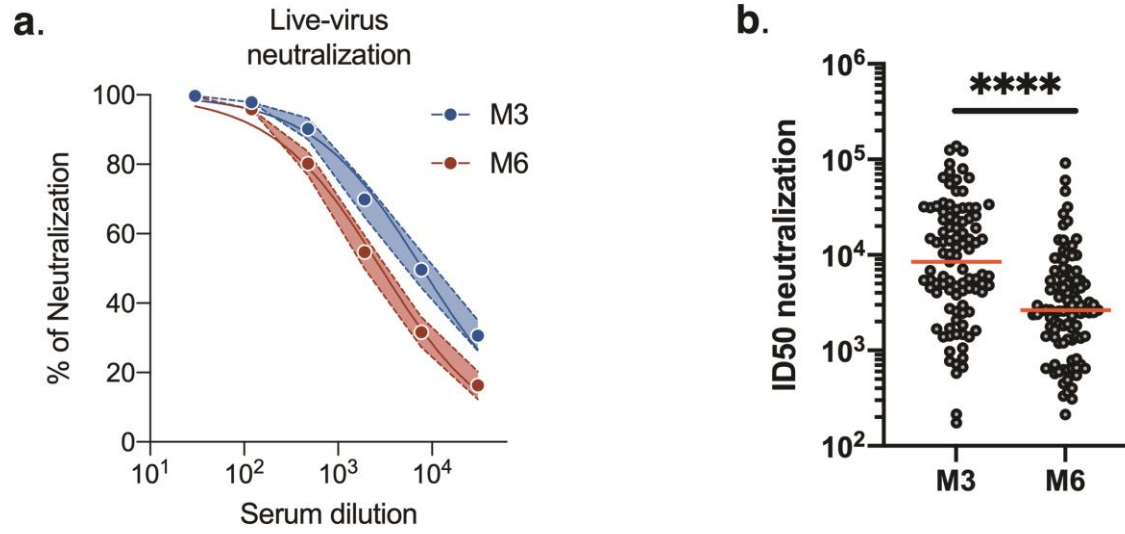 a.
Live-virus
neutralization
% of Neutralization
100
80
60
40
20
0
10¹
10²
10³
10⁴
Serum dilution
M3
M6
b.
****
ID50 neutralization
10⁶
10⁵
10⁴
10³
10²
M3
M6